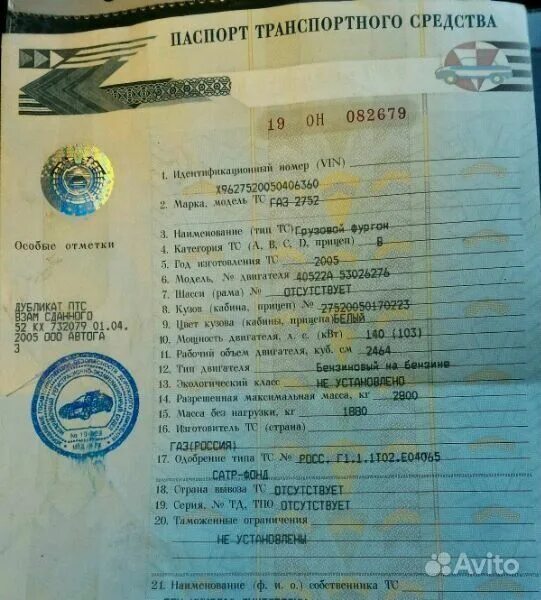 ПАСПОРТ ТРАНСПОРТНОГО СРЕДСТВА
19 ОН 082679
1. Идентификационный номер (VIN)
X9627520050406360
2. Марка, модель ТС ГАЗ 2752
3. Наименование (тип ТС) Грузовой фургон
4. Категория ТС (A, B, C, D, прицеп) B
5. Год изготовления ТС 2005
6. Модель, № двигателя 40522А 53026276
7. Шасси (рама) № ОТСУТСТВУЕТ
8. Кузов (кабина, прицеп) № 27520050170223
9. Цвет кузова (кабины, прицепа) БЕЛЫЙ
10. Мощность двигателя, л. с. (кВт) 140 (103)
11. Рабочий объем двигателя, куб. см 2464
12. Тип двигателя Бензиновый на бензине
13. Экологический класс НЕ УСТАНОВЛЕНО
14. Разрешенная максимальная масса, кг 2800
15. Масса без нагрузки, кг 1880
16. Изготовитель ТС (страна)
ГАЗ(РОССИЯ)
17. Одобрение типа ТС № РОСС. Г1.1.1Т02.Е04065
САТР-ФОНД
18. Страна вывоза ТС ОТСУТСТВУЕТ
19. Серия, № ТД, ТПО ОТСУТСТВУЕТ
20. Таможенные ограничения
НЕ УСТАНОВЛЕНЫ
21. Наименование (ф. и. о.) собственника ТС
Особые отметки
ДУБЛИКАТ ПТС
ВЗАМ СДАННОГО
52 КХ 732079 01.04.
2005 ООО АВТОГА
З
Avito